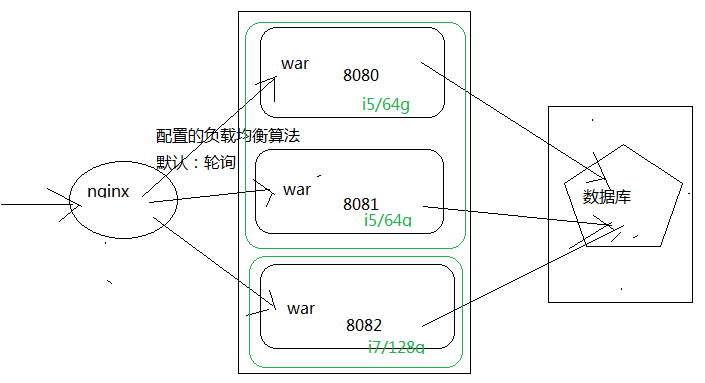 war
8080
i5/64g
配置的负载均衡算法
默认：轮询
nginx
war
8081
i5/64g
数据库
war
8082
i7/128g